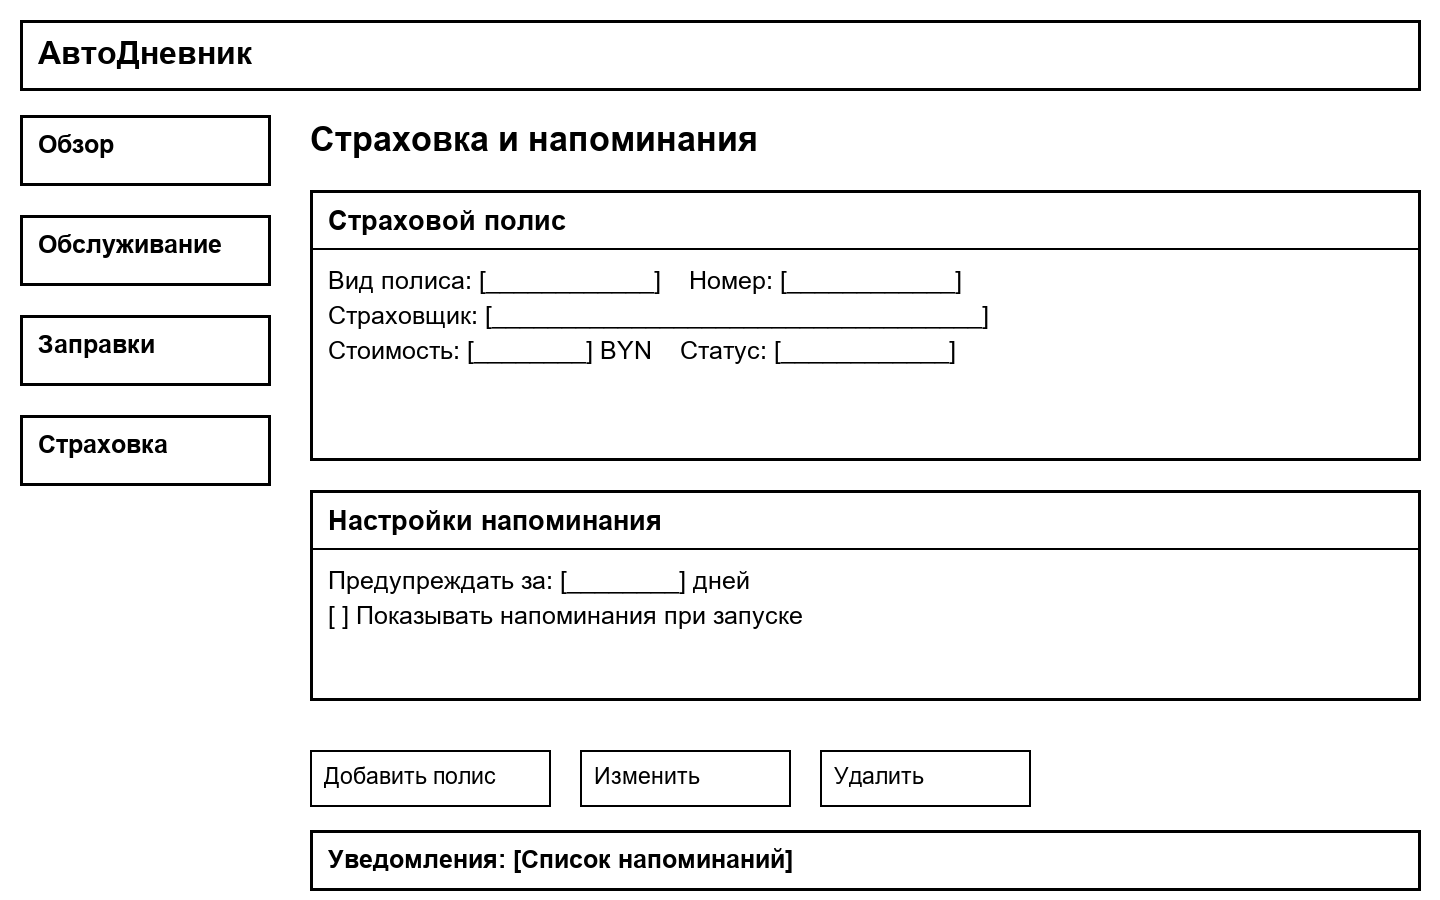 АвтоДневник
Обзор
Обслуживание
Заправки
Страховка
Страховка и напоминания
Страховой полис
Вид полиса: [____________]    Номер: [____________]
Страховщик: [___________________________________]
Стоимость: [________] BYN    Статус: [____________]
Настройки напоминания
Предупреждать за: [________] дней
[ ] Показывать напоминания при запуске
Добавить полис
Изменить
Удалить
Уведомления: [Список напоминаний]